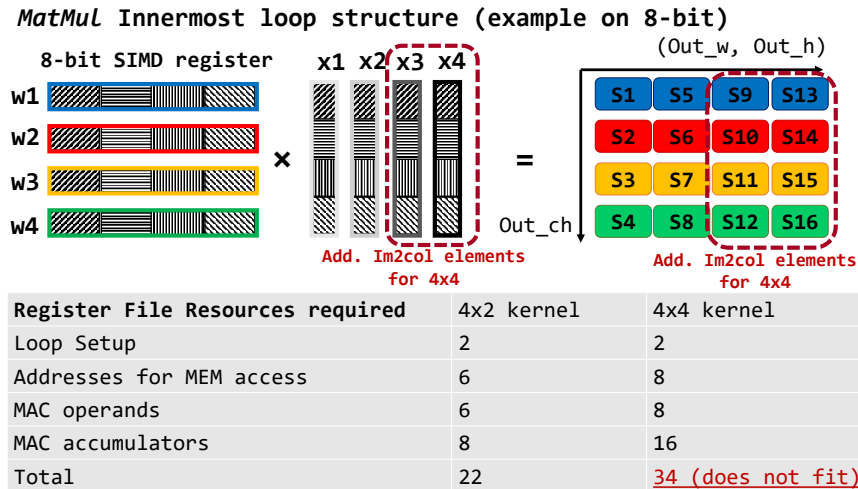 MatMul Innermost loop structure (example on 8-bit)
8-bit SIMD register
x1 x2 x3 x4
(Out_w, Out_h)
w1
w2
w3
w4
×
=
Out_ch
S1 S5 S9 S13
S2 S6 S10 S14
S3 S7 S11 S15
S4 S8 S12 S16
Add. Im2col elements
for 4x4
Add. Im2col elements
for 4x4
Register File Resources required 4x2 kernel 4x4 kernel
Loop Setup 2 2
Addresses for MEM access 6 8
MAC operands 6 8
MAC accumulators 8 16
Total 22 34 (does not fit)